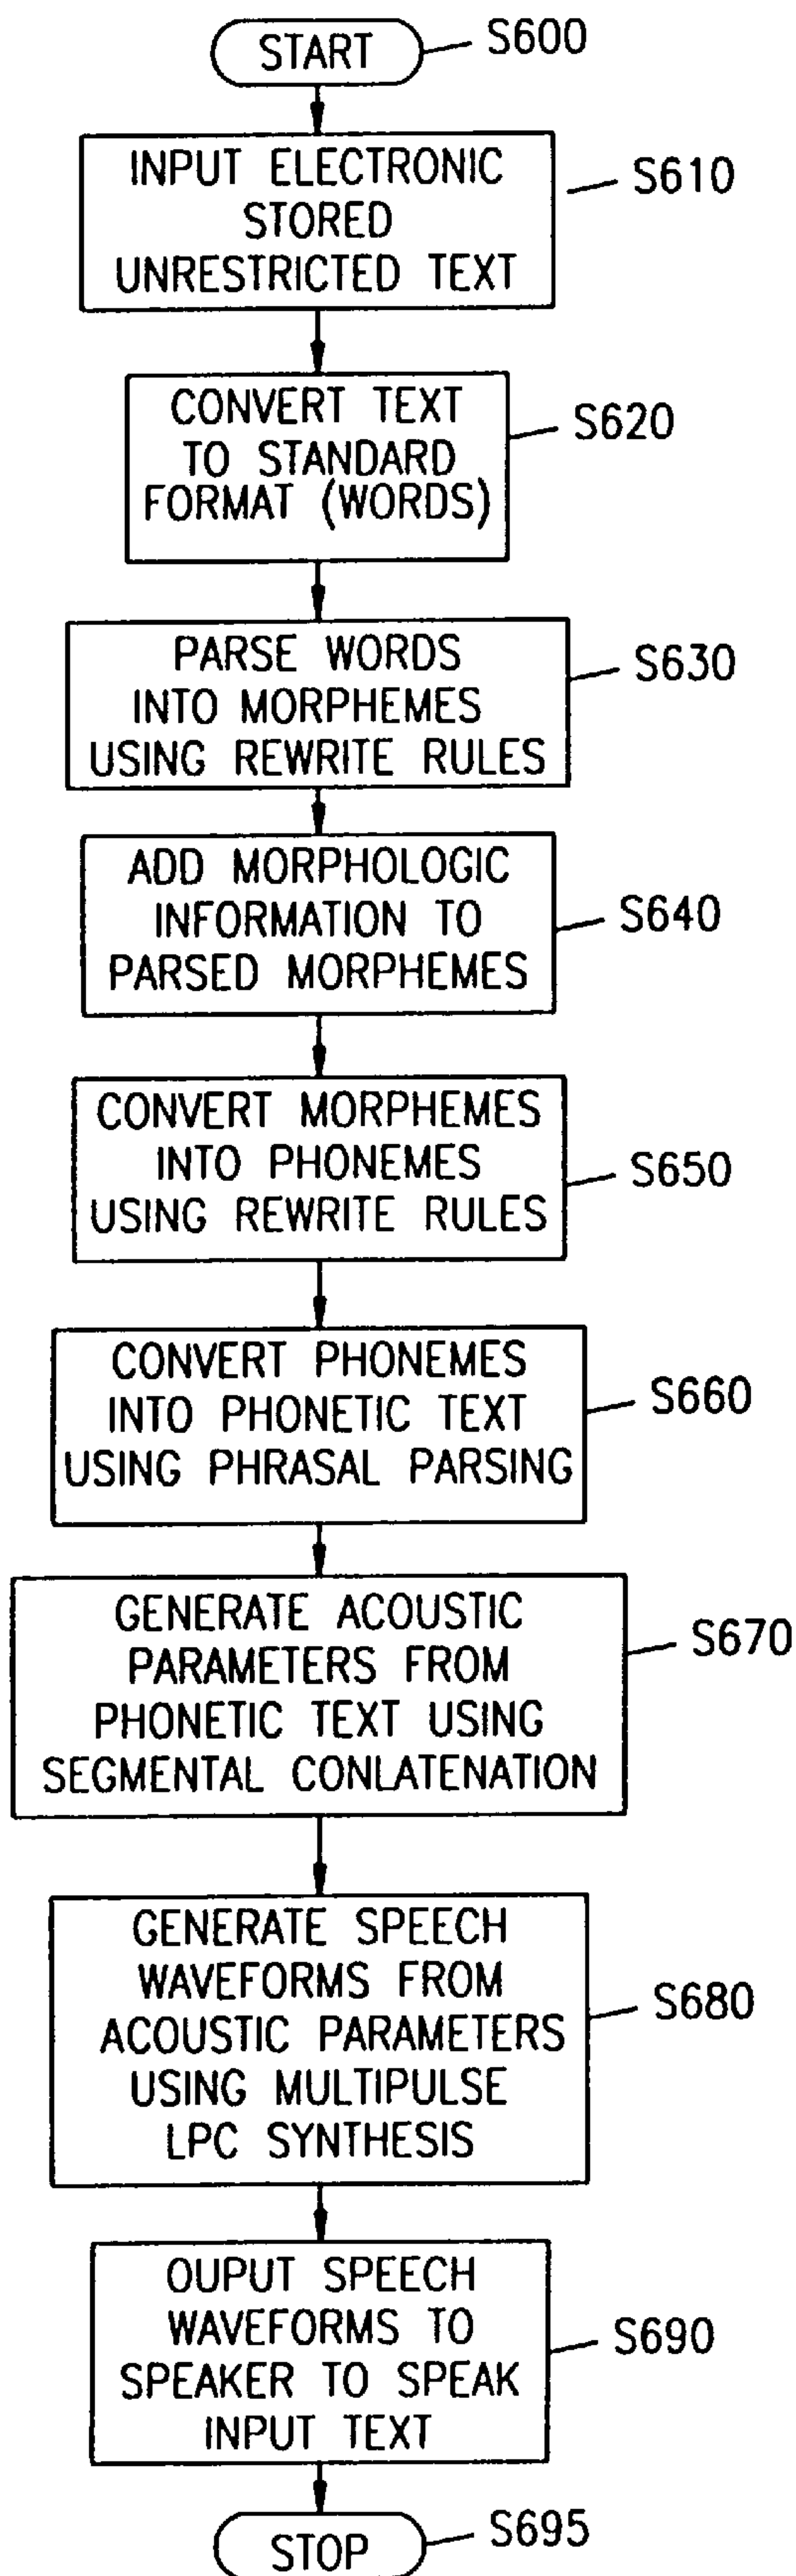 START
S600
INPUT ELECTRONIC
STORED
UNRESTRICTED TEXT
S610
CONVERT TEXT
TO STANDARD
FORMAT (WORDS)
S620
PARSE WORDS
INTO MORPHEMES
USING REWRITE RULES
S630
ADD MORPHOLOGIC
INFORMATION TO
PARSED MORPHEMES
S640
CONVERT MORPHEMES
INTO PHONEMES
USING REWRITE RULES
S650
CONVERT PHONEMES
INTO PHONETIC TEXT
USING PHRASAL PARSING
S660
GENERATE ACOUSTIC
PARAMETERS FROM
PHONETIC TEXT USING
SEGMENTAL CONLATENATION
S670
GENERATE SPEECH
WAVEFORMS FROM
ACOUSTIC PARAMETERS
USING MULTIPULSE
LPC SYNTHESIS
S680
OUPUT SPEECH
WAVEFORMS TO
SPEAKER TO SPEAK
INPUT TEXT
S690
STOP
S695